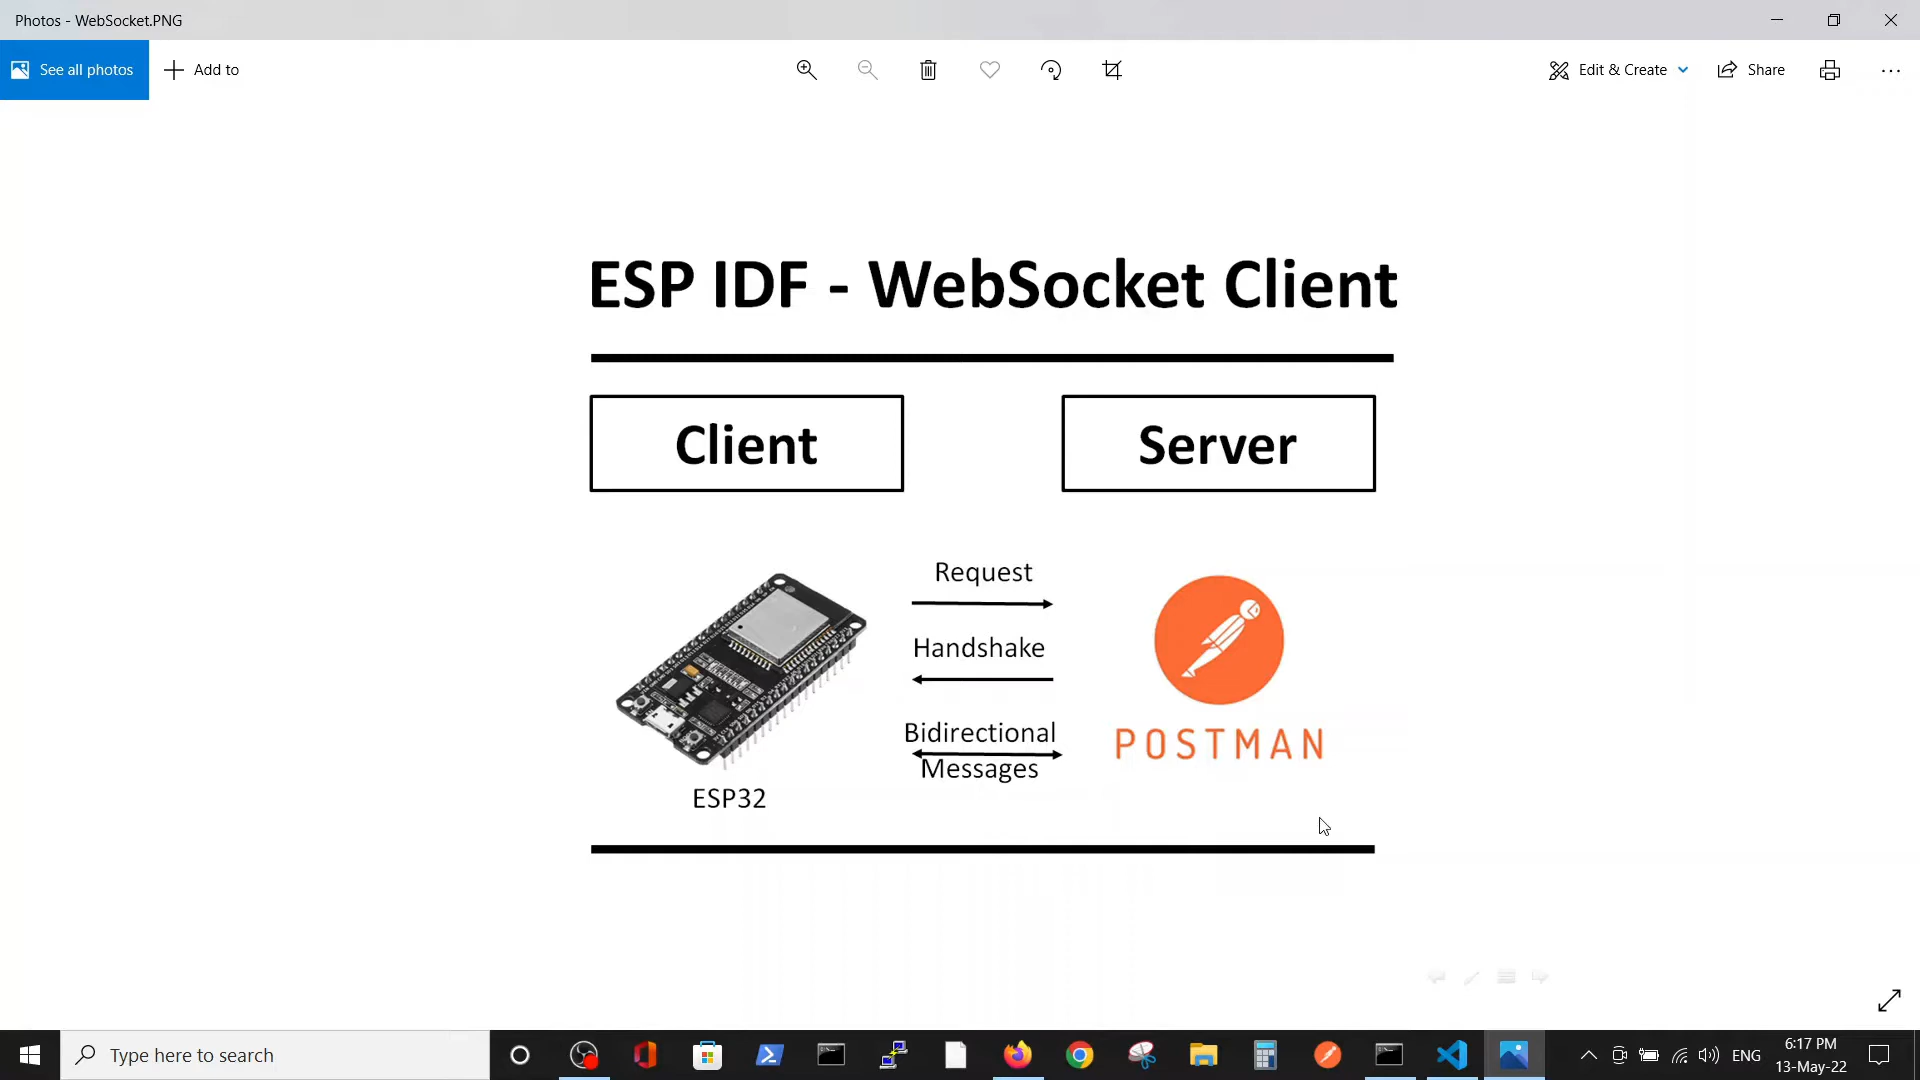 Photos - WebSocket.PNG
See all photos
Add to
Edit & Create
Share
ESP IDF - WebSocket Client
Client
Server
Request
Handshake
Bidirectional
Messages
ESP32
POSTMAN
Type here to search
ENG
6:17 PM
13-May-22